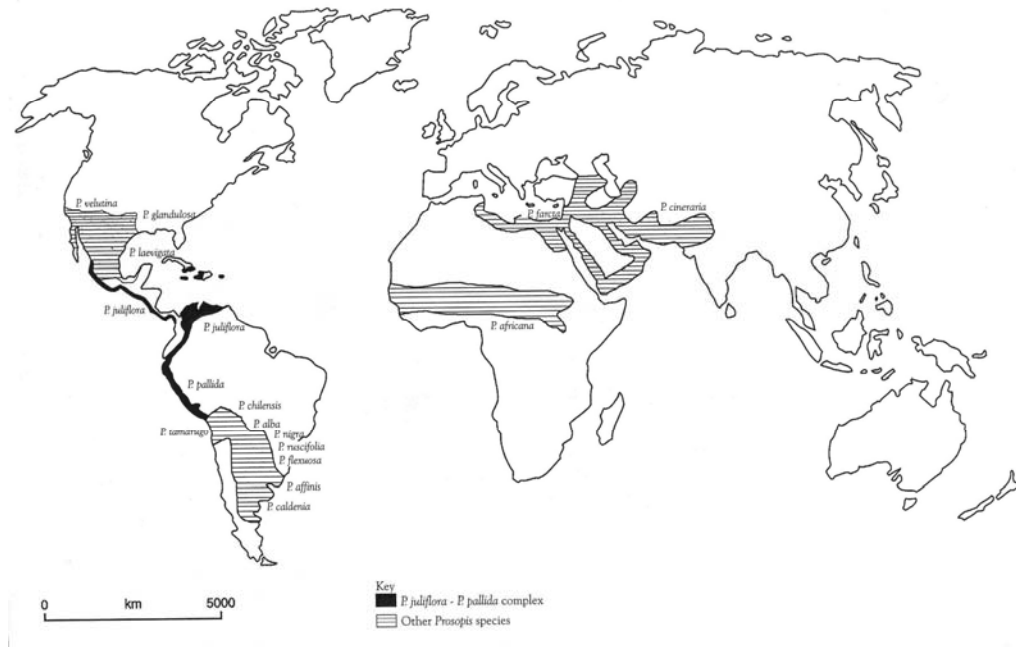 P. velutina
P. glandulosa
P. laevigata
P. juliflora
P. juliflora
P. pallida
P. chilensis
P. tamarugo
P. alba
P. nigra
P. ruscifolia
P. flexuosa
P. affinis
P. caldenia
P. farcta
P. cineraria
P. africana
0 km 5000
Key
P. juliflora - P. pallida complex
Other Prosopis species